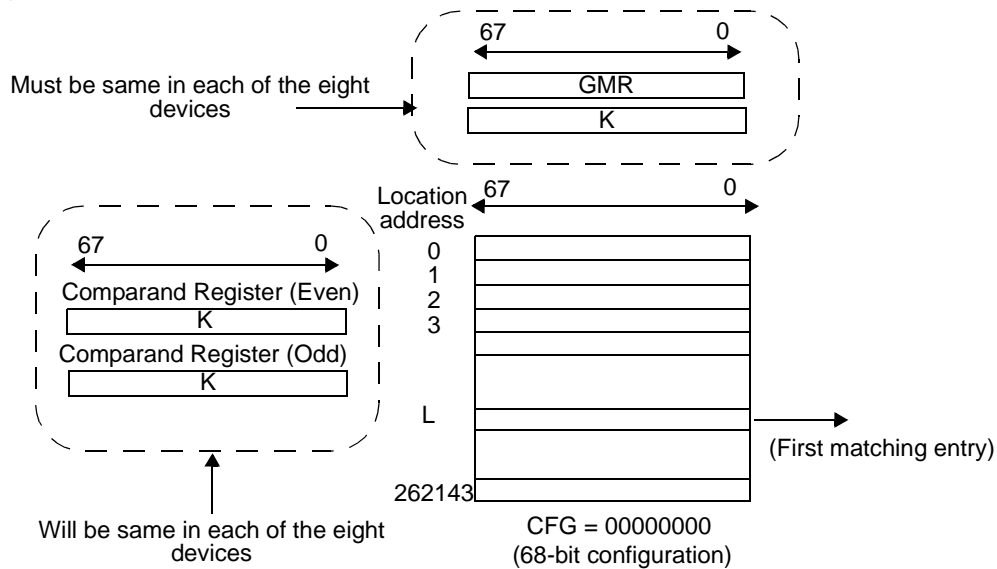 67 0
Must be same in each of the eight
devices
GMR
K
Location
address
67 0
0
1
2
3
L
262143
(First matching entry)
CFG = 00000000
(68-bit configuration)
67 0
Comparand Register (Even)
K
Comparand Register (Odd)
K
Will be same in each of the eight
devices